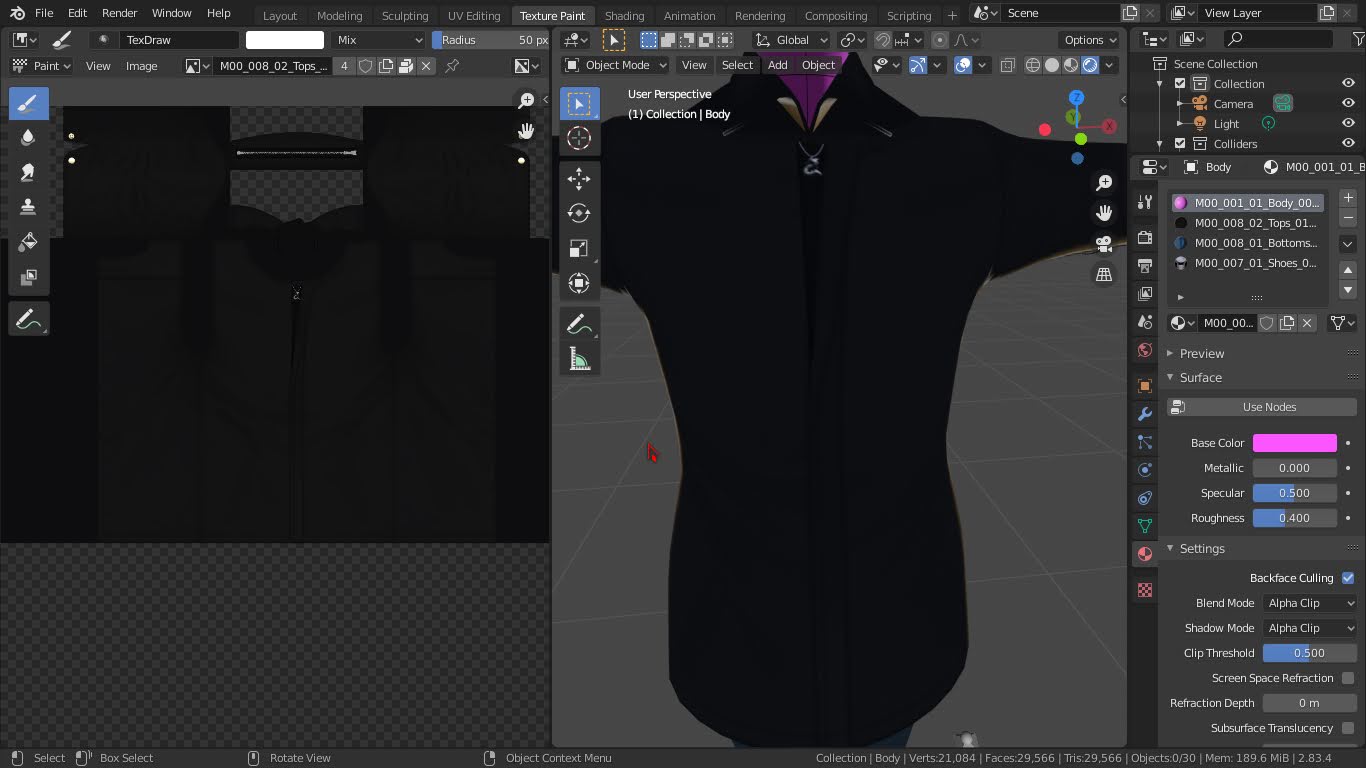 File Edit Render Window Help Layout Modeling Sculpting UV Editing Texture Paint Shading Animation Rendering Compositing Scripting Scene View Layer
TexDraw Mix Radius 50 px Global Options
Paint View Image M00_008_02_Tops_... 4 Object Mode View Select Add Object
Scene Collection
Collection
Camera
Light
Colliders
User Perspective
(1) Collection | Body
Z
Y
X
Body M00_001_01_B
M00_001_01_Body_00...
M00_008_02_Tops_01...
M00_008_01_Bottoms...
M00_007_01_Shoes_0...
M00_00...
Preview
Surface
Use Nodes
Base Color
Metallic 0.000
Specular 0.500
Roughness 0.400
Settings
Backface Culling
Blend Mode Alpha Clip
Shadow Mode Alpha Clip
Clip Threshold 0.500
Screen Space Refraction
Refraction Depth 0 m
Subsurface Translucency
Select Box Select Rotate View Object Context Menu Collection | Body | Verts:21,084 | Faces:29,566 | Tris:29,566 | Objects:0/30 | Mem: 189.6 MiB | 2.83.4